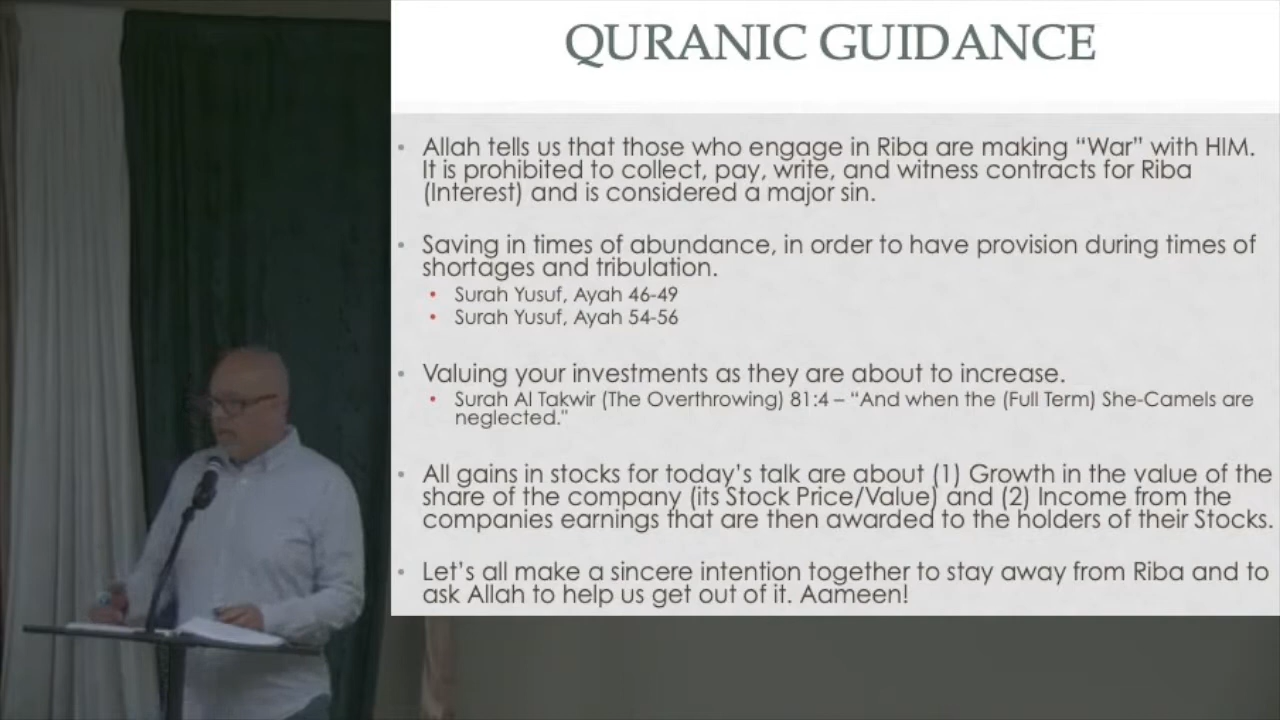 QURANIC GUIDANCE
• Allah tells us that those who engage in Riba are making “War” with HIM.
It is prohibited to collect, pay, write, and witness contracts for Riba
(Interest) and is considered a major sin.
• Saving in times of abundance, in order to have provision during times of
shortages and tribulation.
• Surah Yusuf, Ayah 46-49
• Surah Yusuf, Ayah 54-56
• Valuing your investments as they are about to increase.
• Surah Al Takwir (The Overthrowing) 81:4 – “And when the (Full Term) She-Camels are
neglected."
• All gains in stocks for today’s talk are about (1) Growth in the value of the
share of the company (its Stock Price/Value) and (2) Income from the
companies earnings that are then awarded to the holders of their Stocks.
• Let’s all make a sincere intention together to stay away from Riba and to
ask Allah to help us get out of it. Aameen!